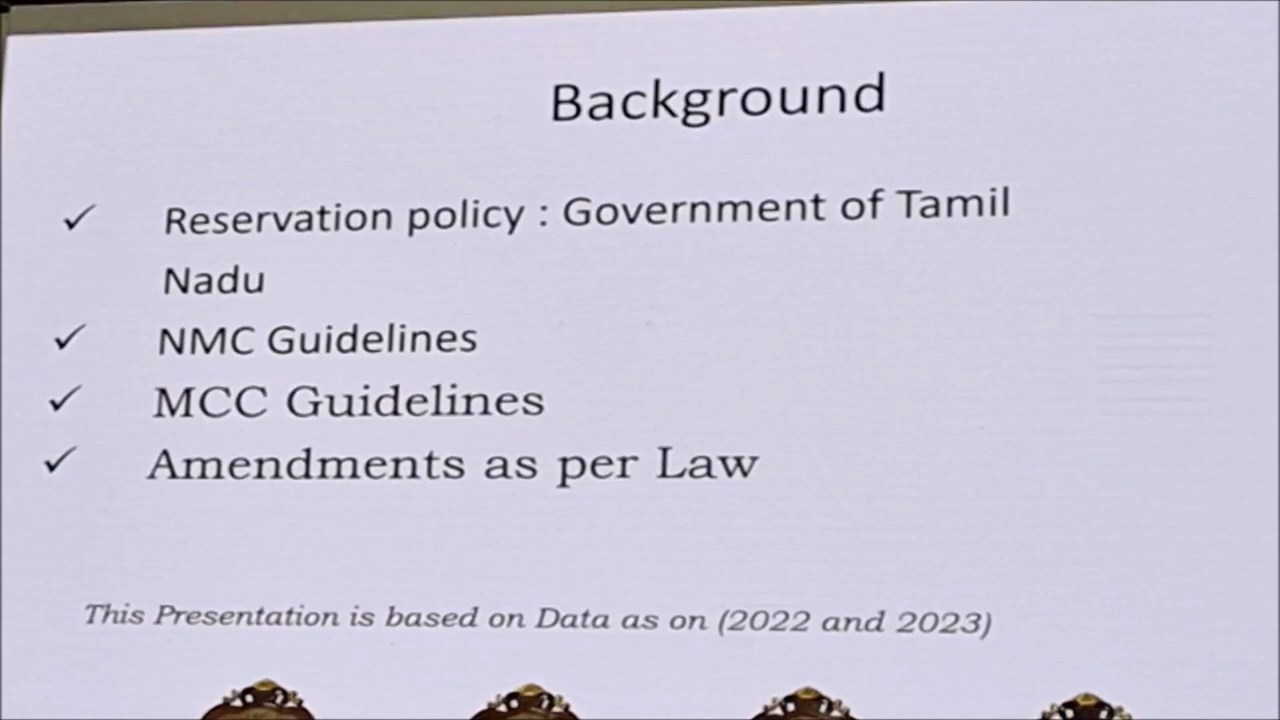 Background
✓ Reservation policy : Government of Tamil
Nadu
✓ NMC Guidelines
✓ MCC Guidelines
✓ Amendments as per Law
This Presentation is based on Data as on (2022 and 2023)